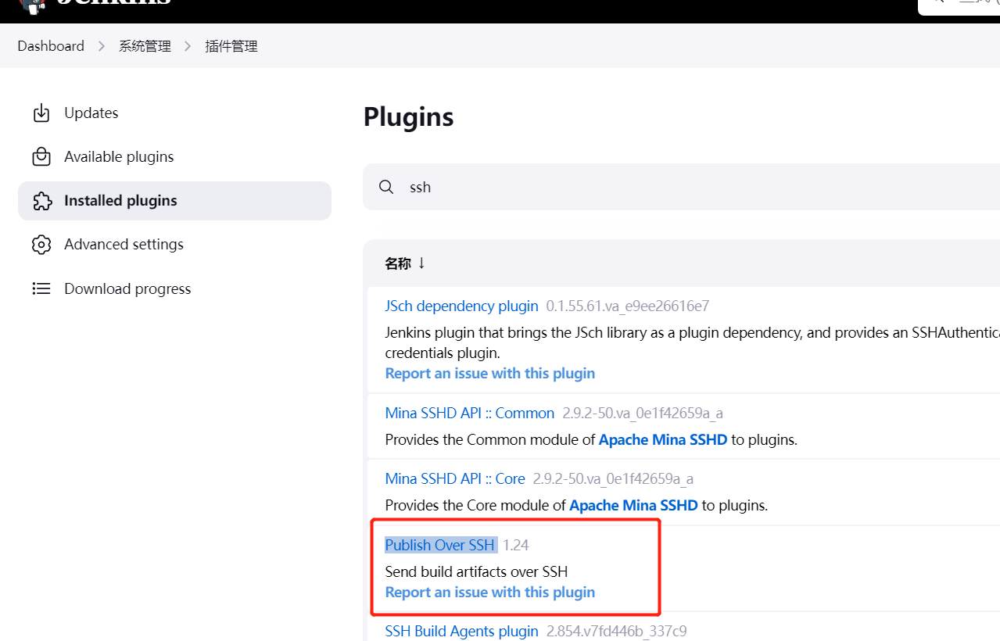 Jenkins
Dashboard > 系统管理 > 插件管理
Updates
Available plugins
Installed plugins
Advanced settings
Download progress
Plugins
ssh
名称 ↓
JSch dependency plugin 0.1.55.61.va_e9ee26616e7
Jenkins plugin that brings the JSch library as a plugin dependency, and provides an SSHAuthentica
credentials plugin.
Report an issue with this plugin
Mina SSHD API :: Common 2.9.2-50.va_0e1f42659a_a
Provides the Common module of Apache Mina SSHD to plugins.
Mina SSHD API :: Core 2.9.2-50.va_0e1f42659a_a
Provides the Core module of Apache Mina SSHD to plugins.
Publish Over SSH 1.24
Send build artifacts over SSH
Report an issue with this plugin
SSH Build Agents plugin 2.854.v7fd446b_337c9